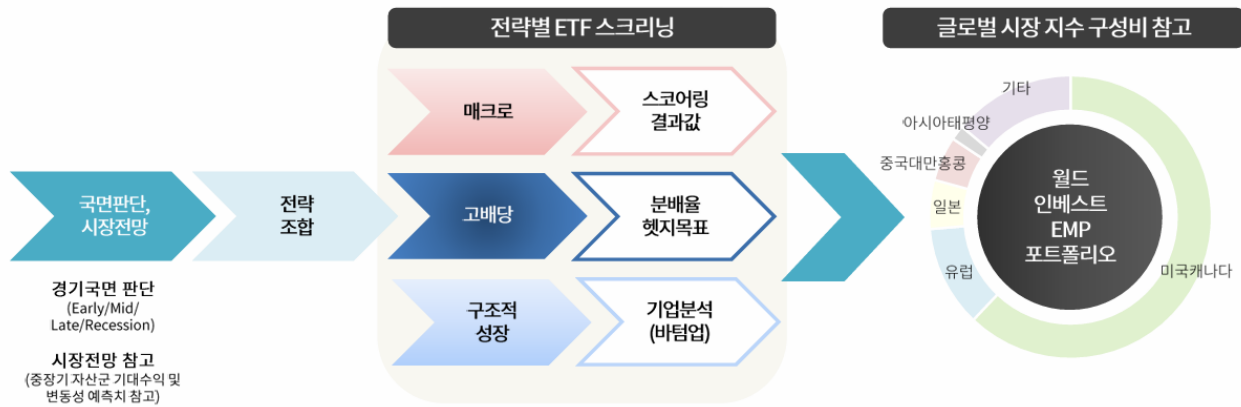 전략별 ETF 스크리닝
글로벌 시장 지수 구성비 참고
국면판단,
시장전망
경기국면 판단
(Early/Mid/
Late/Recession)
시장전망 참고
(중장기 자산군 기대수익 및
변동성 예측치 참고)
전략
조합
매크로
스코어링
결과값
고배당
분배율
헷지목표
구조적
성장
기업분석
(바텀업)
기타
아시아태평양
중국대만홍콩
일본
유럽
미국캐나다
월드
인베스트
EMP
포트폴리오